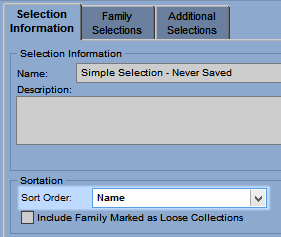 Selection Information
Family Selections
Additional Selections
Selection Information
Name: Simple Selection - Never Saved
Description:
Sortation
Sort Order: Name
Include Family Marked as Loose Collections